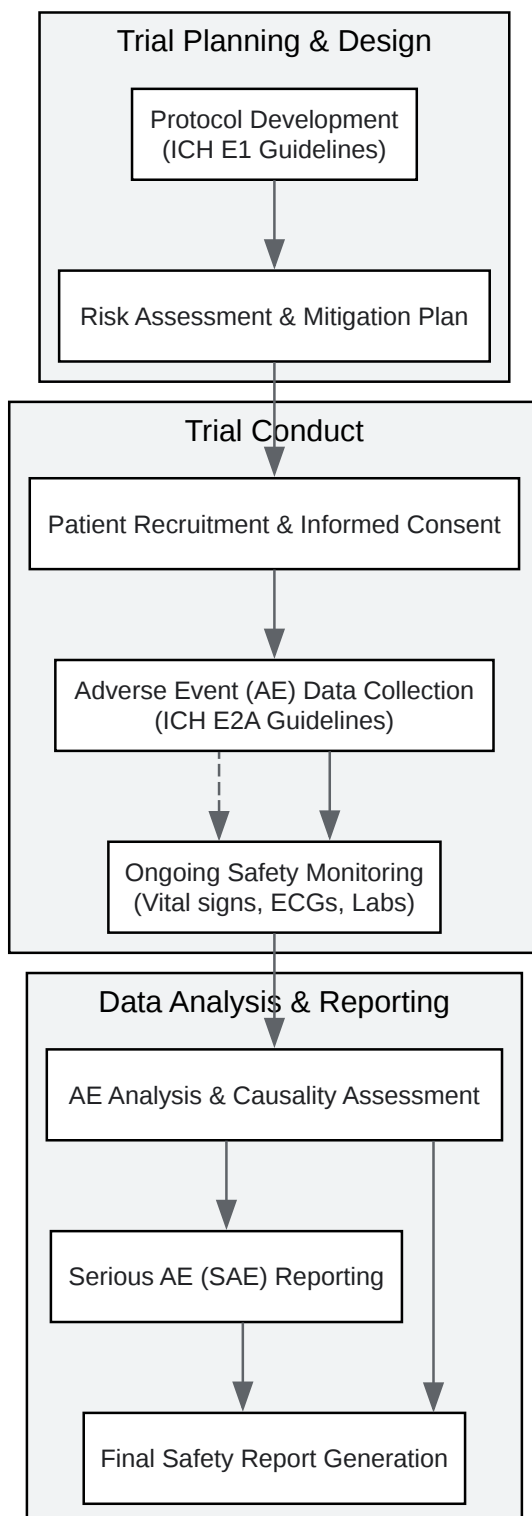 Trial Planning & Design
Protocol Development
(ICH E1 Guidelines)
Risk Assessment & Mitigation Plan
Trial Conduct
Patient Recruitment & Informed Consent
Adverse Event (AE) Data Collection
(ICH E2A Guidelines)
Ongoing Safety Monitoring
(Vital signs, ECGs, Labs)
Data Analysis & Reporting
AE Analysis & Causality Assessment
Serious AE (SAE) Reporting
Final Safety Report Generation